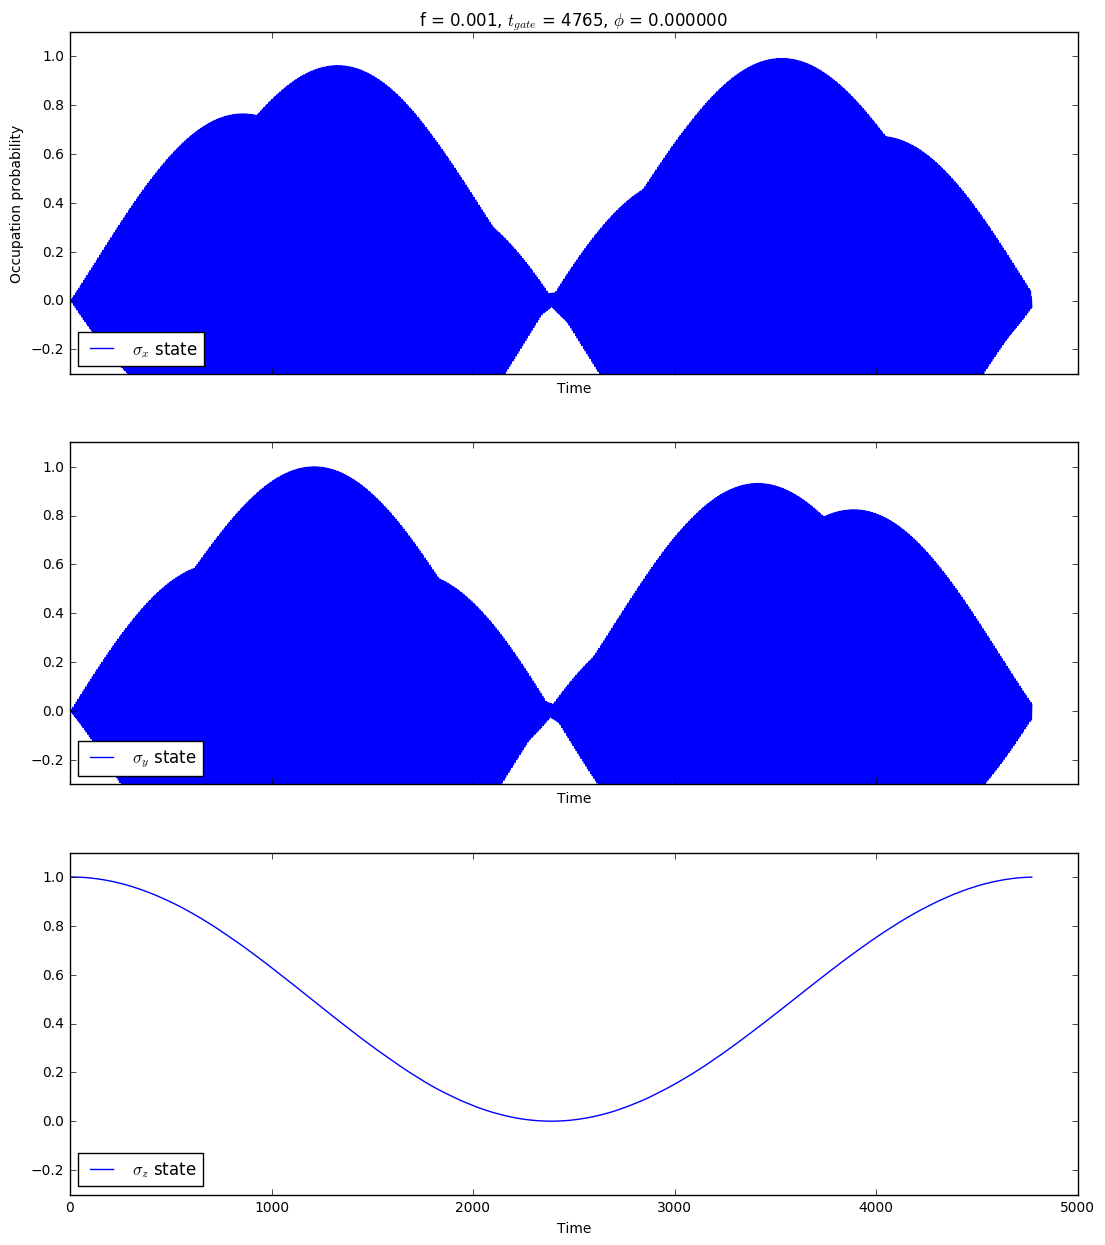 f = 0.001, t_gate = 4765, ϕ = 0.000000
1.0
0.8
0.6
0.4
0.2
0.0
−0.2
Occupation probability
σ_x state
Time
1.0
0.8
0.6
0.4
0.2
0.0
−0.2
σ_y state
Time
1.0
0.8
0.6
0.4
0.2
0.0
−0.2
σ_z state
0 1000 2000 3000 4000 5000
Time